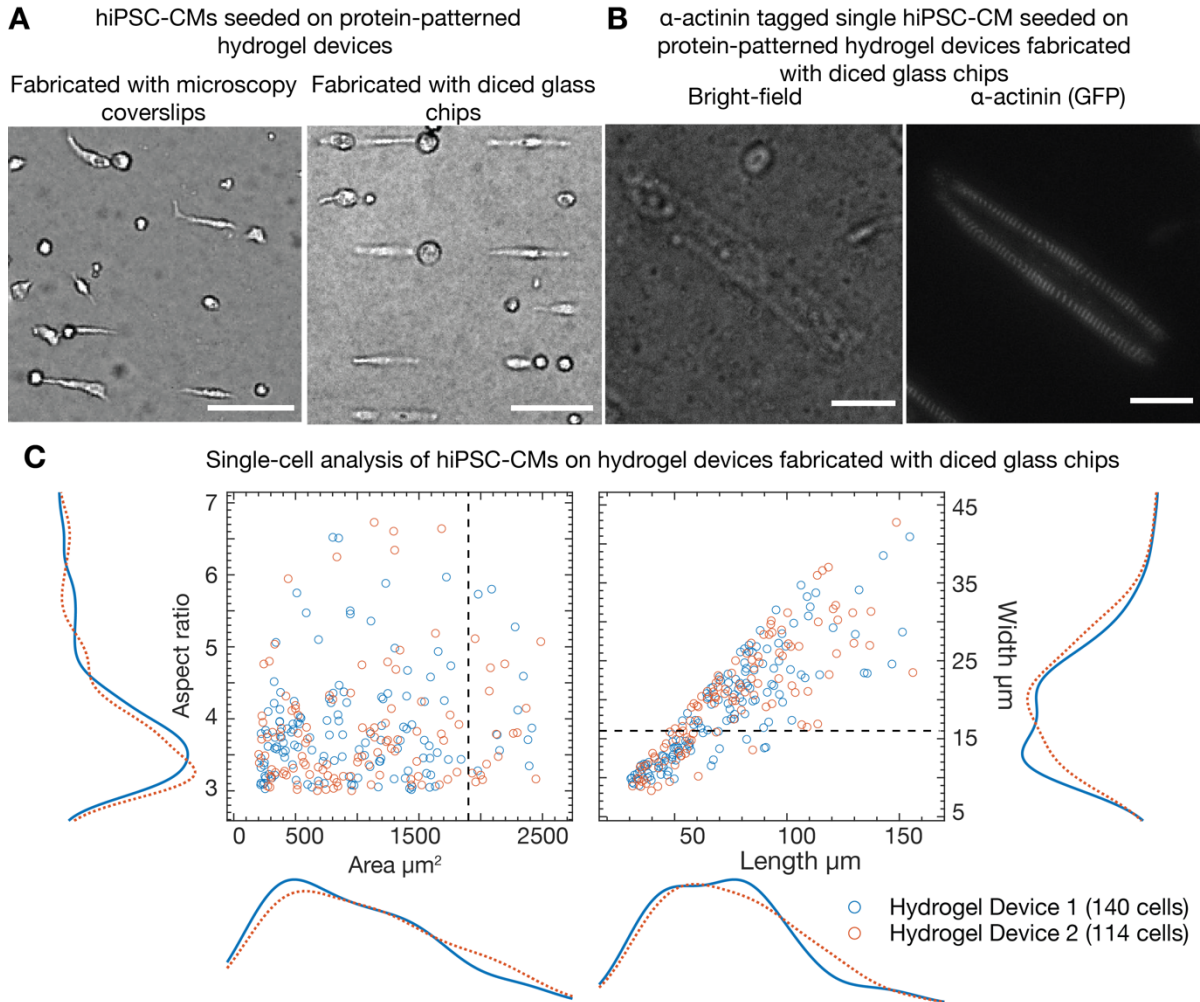 A
hiPSC-CMs seeded on protein-patterned
hydrogel devices
Fabricated with microscopy
coverslips
Fabricated with diced glass
chips
B
α-actinin tagged single hiPSC-CM seeded on
protein-patterned hydrogel devices fabricated
with diced glass chips
Bright-field
α-actinin (GFP)
C
Single-cell analysis of hiPSC-CMs on hydrogel devices fabricated with diced glass chips
Aspect ratio
7
6
5
4
3
0 500 1500 2500
Area µm²
45
35
25
15
5
Width µm
50 100 150
Length µm
Hydrogel Device 1 (140 cells)
Hydrogel Device 2 (114 cells)